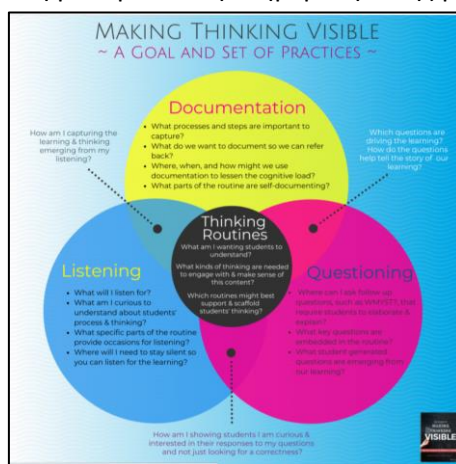 MAKING THINKING VISIBLE
~ A GOAL AND SET OF PRACTICES ~
Documentation
• What processes and steps are important to
capture?
• What do we want to document so we can refer
back?
• Where, when, and how might we use
documentation to lessen the cognitive load?
• What parts of the routine are self-documenting?
How am I capturing the
learning & thinking
emerging from my
listening?
Which questions are
driving the learning?
How do the questions
help tell the story of our
learning?
Thinking
Routines
What am I wanting students to
understand?
What kinds of thinking are needed
to engage with & make sense of
this content?
Which routines might best
support & scaffold
students' thinking?
Listening
• What will I listen for?
• What am I curious to
understand about students'
process & thinking?
• What specific parts of the
routine provide occasions for
listening?
• Where will I need to stay silent so
you can listen for the learning?
Questioning
• Where can I ask follow up
questions, such as WMYSTT, that
require students to elaborate &
explain?
• What key questions are
embedded in the routine?
• What student generated
questions are emerging from
our learning?
How am I showing students I am curious &
interested in their responses to my questions
and not just looking for a correctness?
MAKING
THINKING
VISIBLE